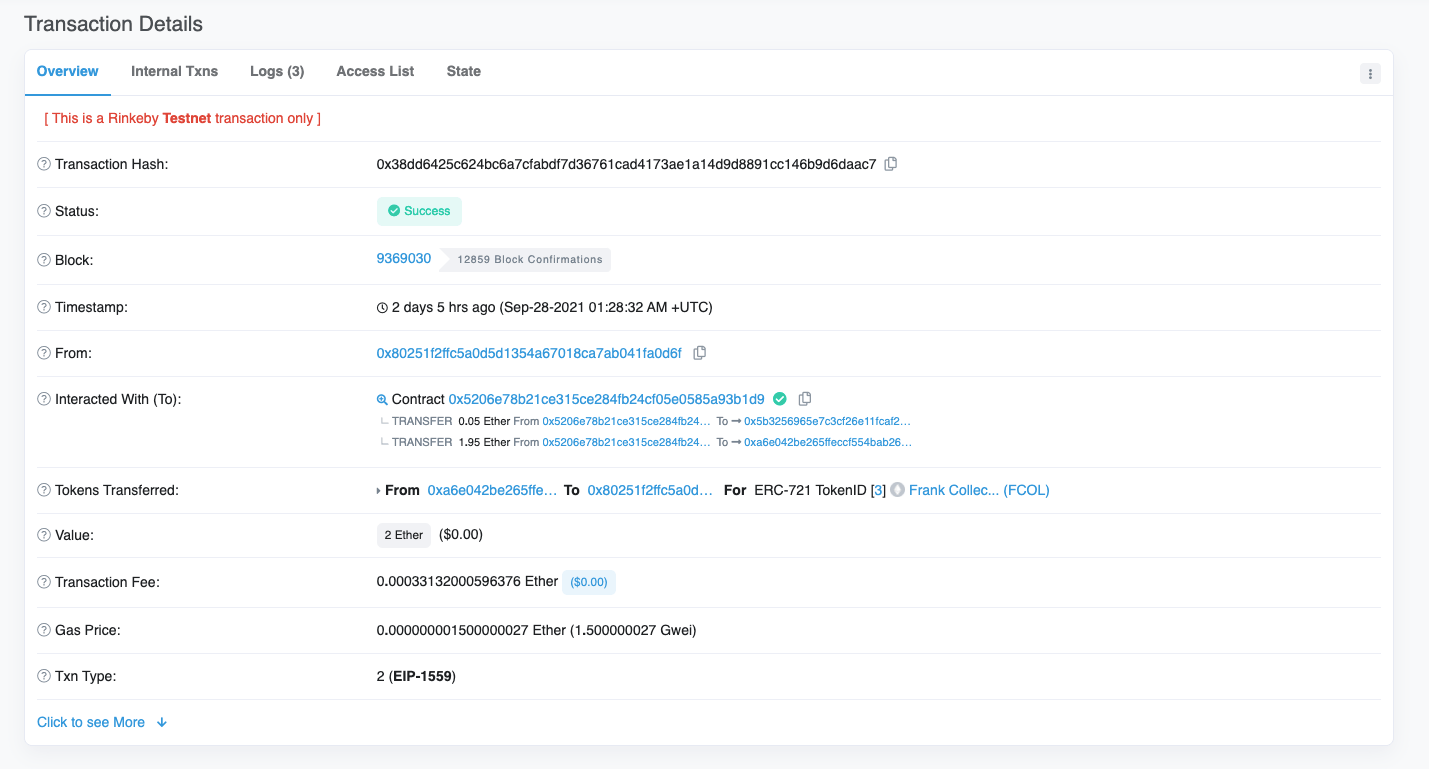 Transaction Details
Overview Internal Txns Logs (3) Access List State
[ This is a Rinkeby Testnet transaction only ]
Transaction Hash: 0x38dd6425c624bc6a7cfabdf7d36761cad4173ae1a14d9d8891cc146b9d6daac7
Status: Success
Block: 9369030 12859 Block Confirmations
Timestamp: 2 days 5 hrs ago (Sep-28-2021 01:28:32 AM +UTC)
From: 0x80251f2ffc5a0d5d1354a67018ca7ab041fa0d6f
Interacted With (To): Contract 0x5206e78b21ce315ce284fb24cf05e0585a93b1d9
TRANSFER 0.05 Ether From 0x5206e78b21ce315ce284fb24... To → 0x5b3256965e7c3cf26e11fcaf2...
TRANSFER 1.95 Ether From 0x5206e78b21ce315ce284fb24... To → 0xa6e042be265ffeccf554bab26...
Tokens Transferred: From 0xa6e042be265ffe... To 0x80251f2ffc5a0d... For ERC-721 TokenID [3] Frank Collec... (FCOL)
Value: 2 Ether ($0.00)
Transaction Fee: 0.00033132000596376 Ether ($0.00)
Gas Price: 0.000000001500000027 Ether (1.500000027 Gwei)
Txn Type: 2 (EIP-1559)
Click to see More ↓